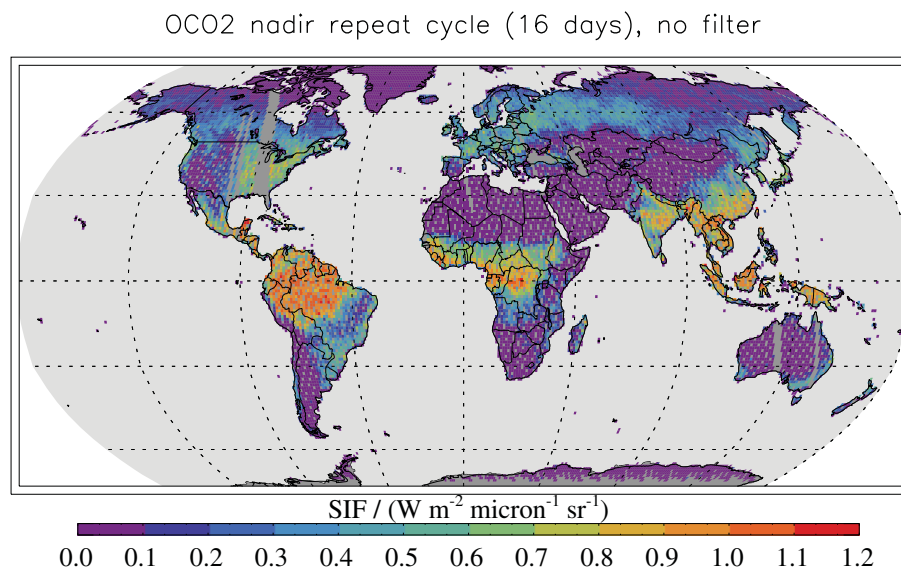 OCO2 nadir repeat cycle (16 days), no filter
SIF / (W m⁻² micron⁻¹ sr⁻¹)
0.0 0.1 0.2 0.3 0.4 0.5 0.6 0.7 0.8 0.9 1.0 1.1 1.2